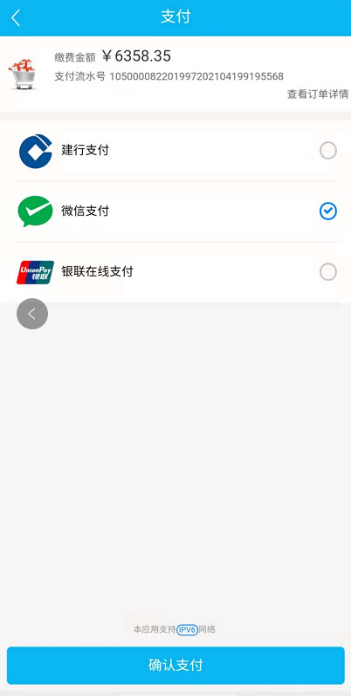 支付
缴费金额 ￥6358.35
支付流水号 105000082201997202104199195568
查看订单详情
建行支付
微信支付
UnionPay
银联
银联在线支付
本应用支持IPV6网络
确认支付